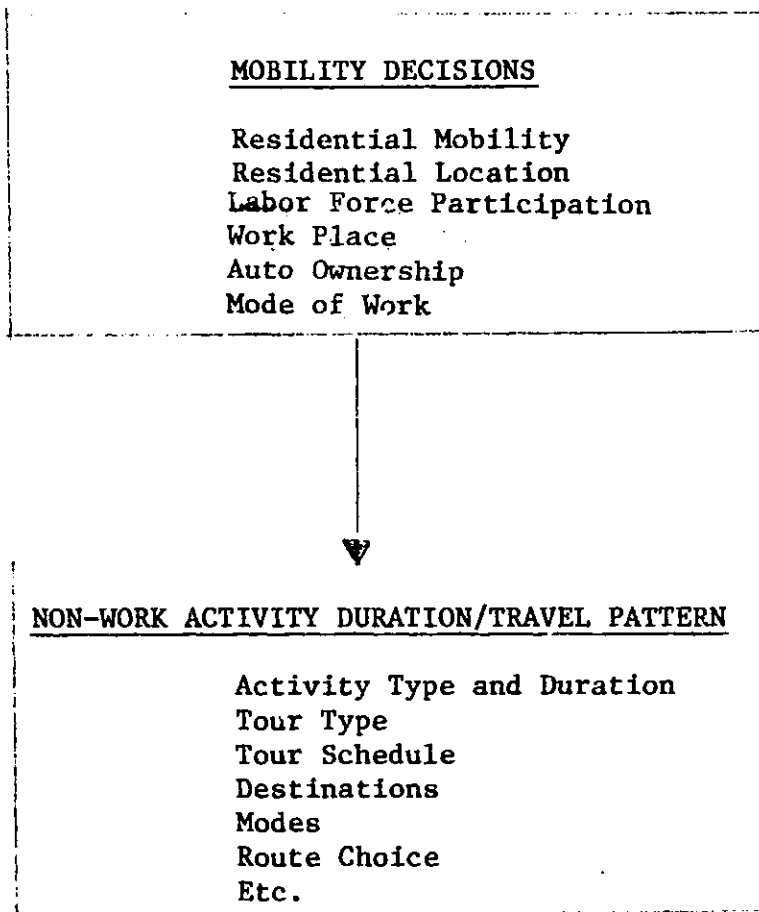 MOBILITY DECISIONS
Residential Mobility
Residential Location
Labor Force Participation
Work Place
Auto Ownership
Mode of Work
NON-WORK ACTIVITY DURATION/TRAVEL PATTERN
Activity Type and Duration
Tour Type
Tour Schedule
Destinations
Modes
Route Choice
Etc.